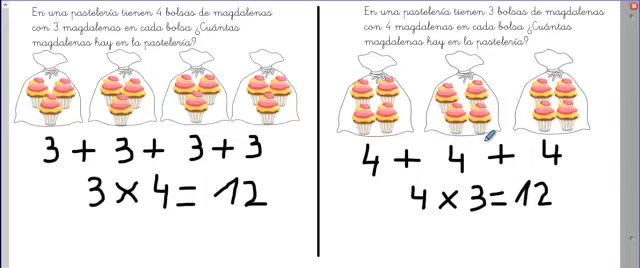 En una pastelería tienen 4 bolsas de magdalenas
con 3 magdalenas en cada bolsa ¿Cuántas
magdalenas hay en la pastelería?
3 + 3 + 3 + 3
3 x 4 = 12
En una pastelería tienen 3 bolsas de magdalenas
con 4 magdalenas en cada bolsa ¿Cuántas
magdalenas hay en la pastelería?
4 + 4 + 4
4 x 3 = 12